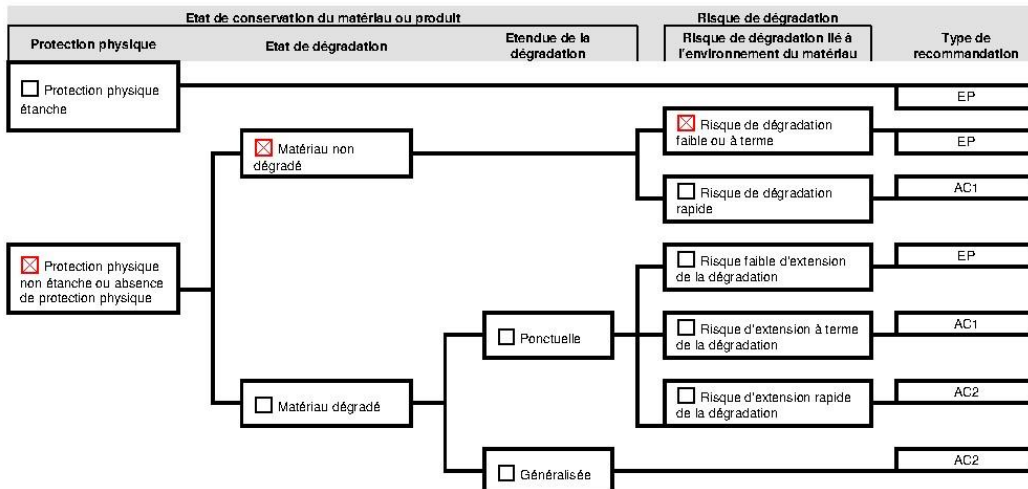 Etat de conservation du matériau ou produit
Risque de dégradation
Protection physique
Etat de dégradation
Etendue de la
dégradation
Risque de dégradation lié à
l'environnement du matériau
Type de
recommandation
Protection physique
étanche
EP
Matériau non
dégradé
Risque de dégradation
faible ou à terme
EP
Risque de dégradation
rapide
AC1
Protection physique
non étanche ou absence
de protection physique
Risque faible d'extension
de la dégradation
EP
Ponctuelle
Risque d'extension à terme
de la dégradation
AC1
Matériau dégradé
Risque d'extension rapide
de la dégradation
AC2
Généralisée
AC2